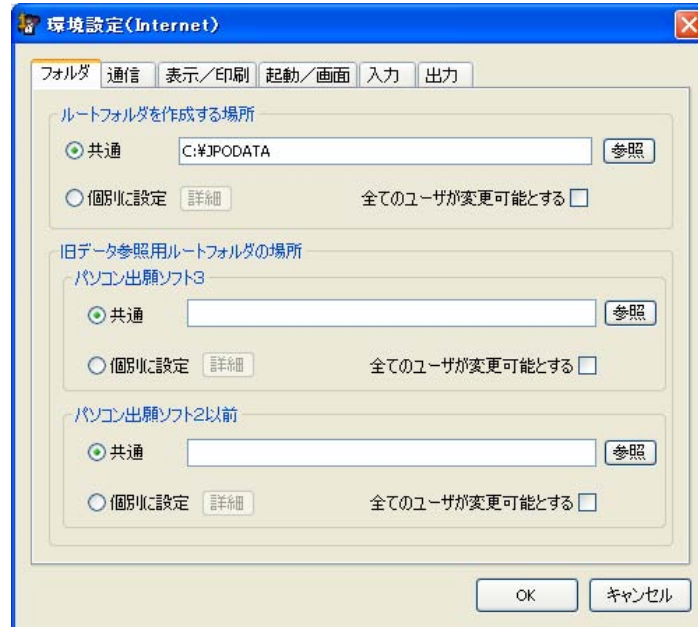 環境設定(Internet)
フォルダ 通信 表示/印刷 起動/画面 入力 出力
ルートフォルダを作成する場所
共通 C:¥JPODATA 参照
個別に設定 詳細 全てのユーザが変更可能とする
旧データ参照用ルートフォルダの場所
パソコン出願ソフト3
共通 参照
個別に設定 詳細 全てのユーザが変更可能とする
パソコン出願ソフト2以前
共通 参照
個別に設定 詳細 全てのユーザが変更可能とする
OK キャンセル